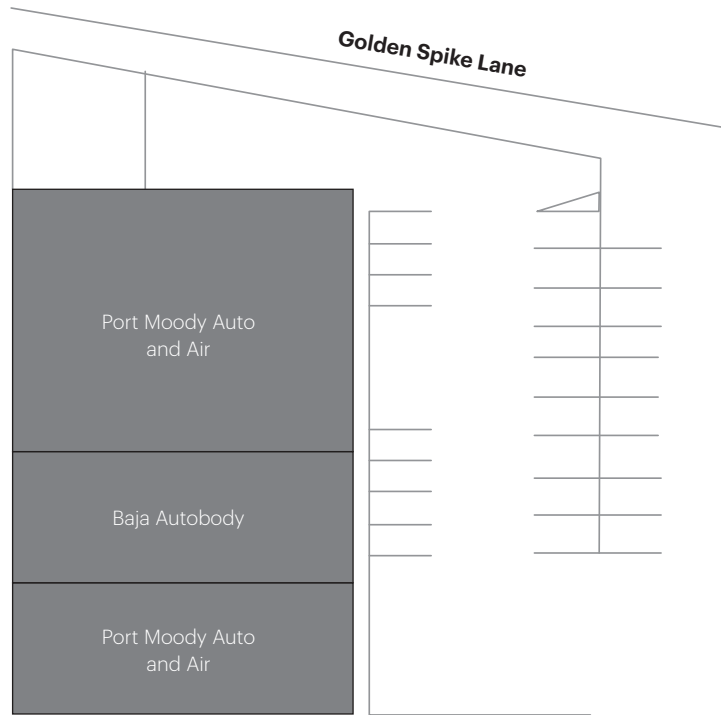 Golden Spike Lane
Port Moody Auto
and Air
Baja Autobody
Port Moody Auto
and Air